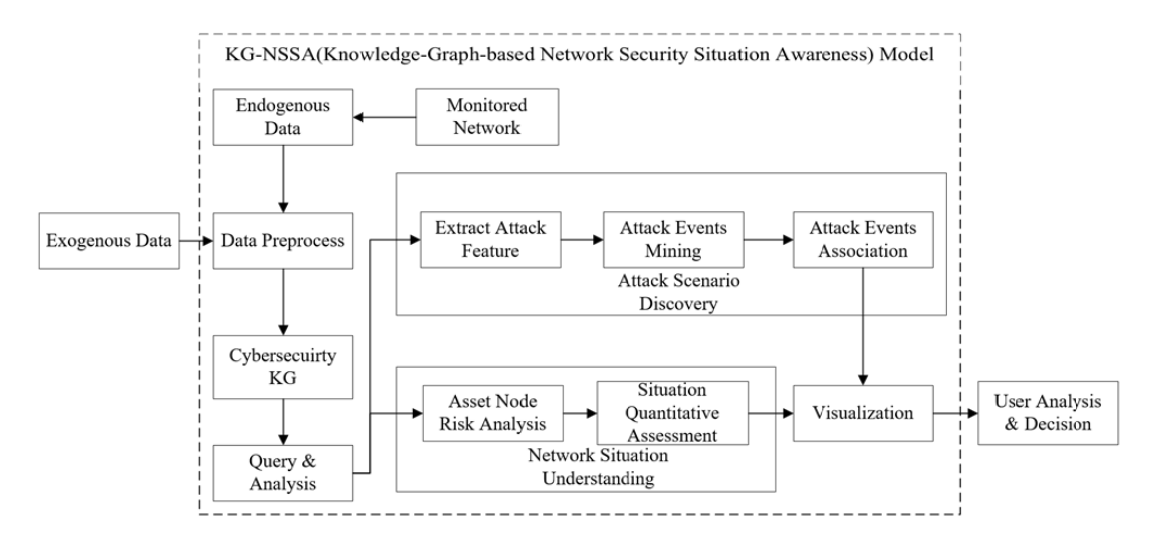 KG-NSSA(Knowledge-Graph-based Network Security Situation Awareness) Model
Endogenous
Data
Monitored
Network
Exogenous Data
Data Preprocess
Extract Attack
Feature
Attack Events
Mining
Attack Events
Association
Attack Scenario
Discovery
Cybersecuirty
KG
Asset Node
Risk Analysis
Situation
Quantitative
Assessment
Visualization
User Analysis
& Decision
Network Situation
Understanding
Query &
Analysis